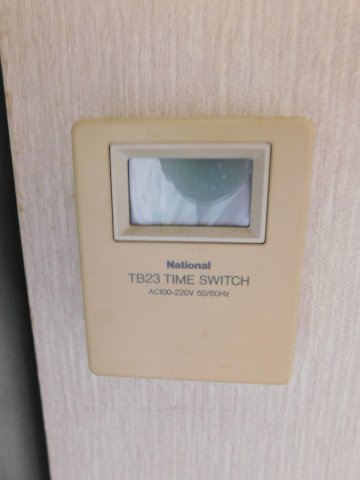 National
TB23 TIME SWITCH
AC100-220V 50/60Hz